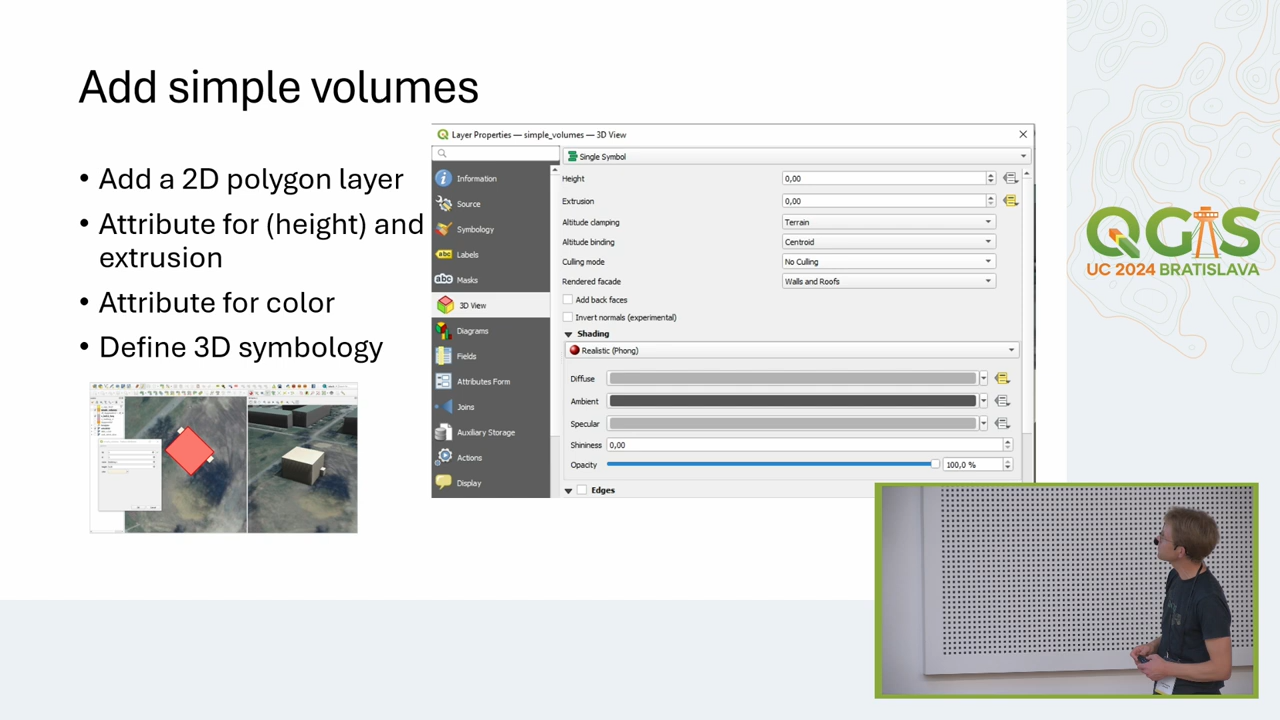 Add simple volumes
• Add a 2D polygon layer
• Attribute for (height) and
extrusion
• Attribute for color
• Define 3D symbology
Layer Properties — simple_volumes — 3D View
Information
Source
Symbology
abc Labels
abc Masks
3D View
Diagrams
Fields
Attributes Form
Joins
Auxiliary Storage
Actions
Display
Single Symbol
Height 0,00
Extrusion 0,00
Altitude clamping Terrain
Altitude binding Centroid
Culling mode No Culling
Rendered facade Walls and Roofs
Add back faces
Invert normals (experimental)
Shading
Realistic (Phong)
Diffuse
Ambient
Specular
Shininess 0,00
Opacity 100,0 %
Edges
QGIS
UC 2024 BRATISLAVA